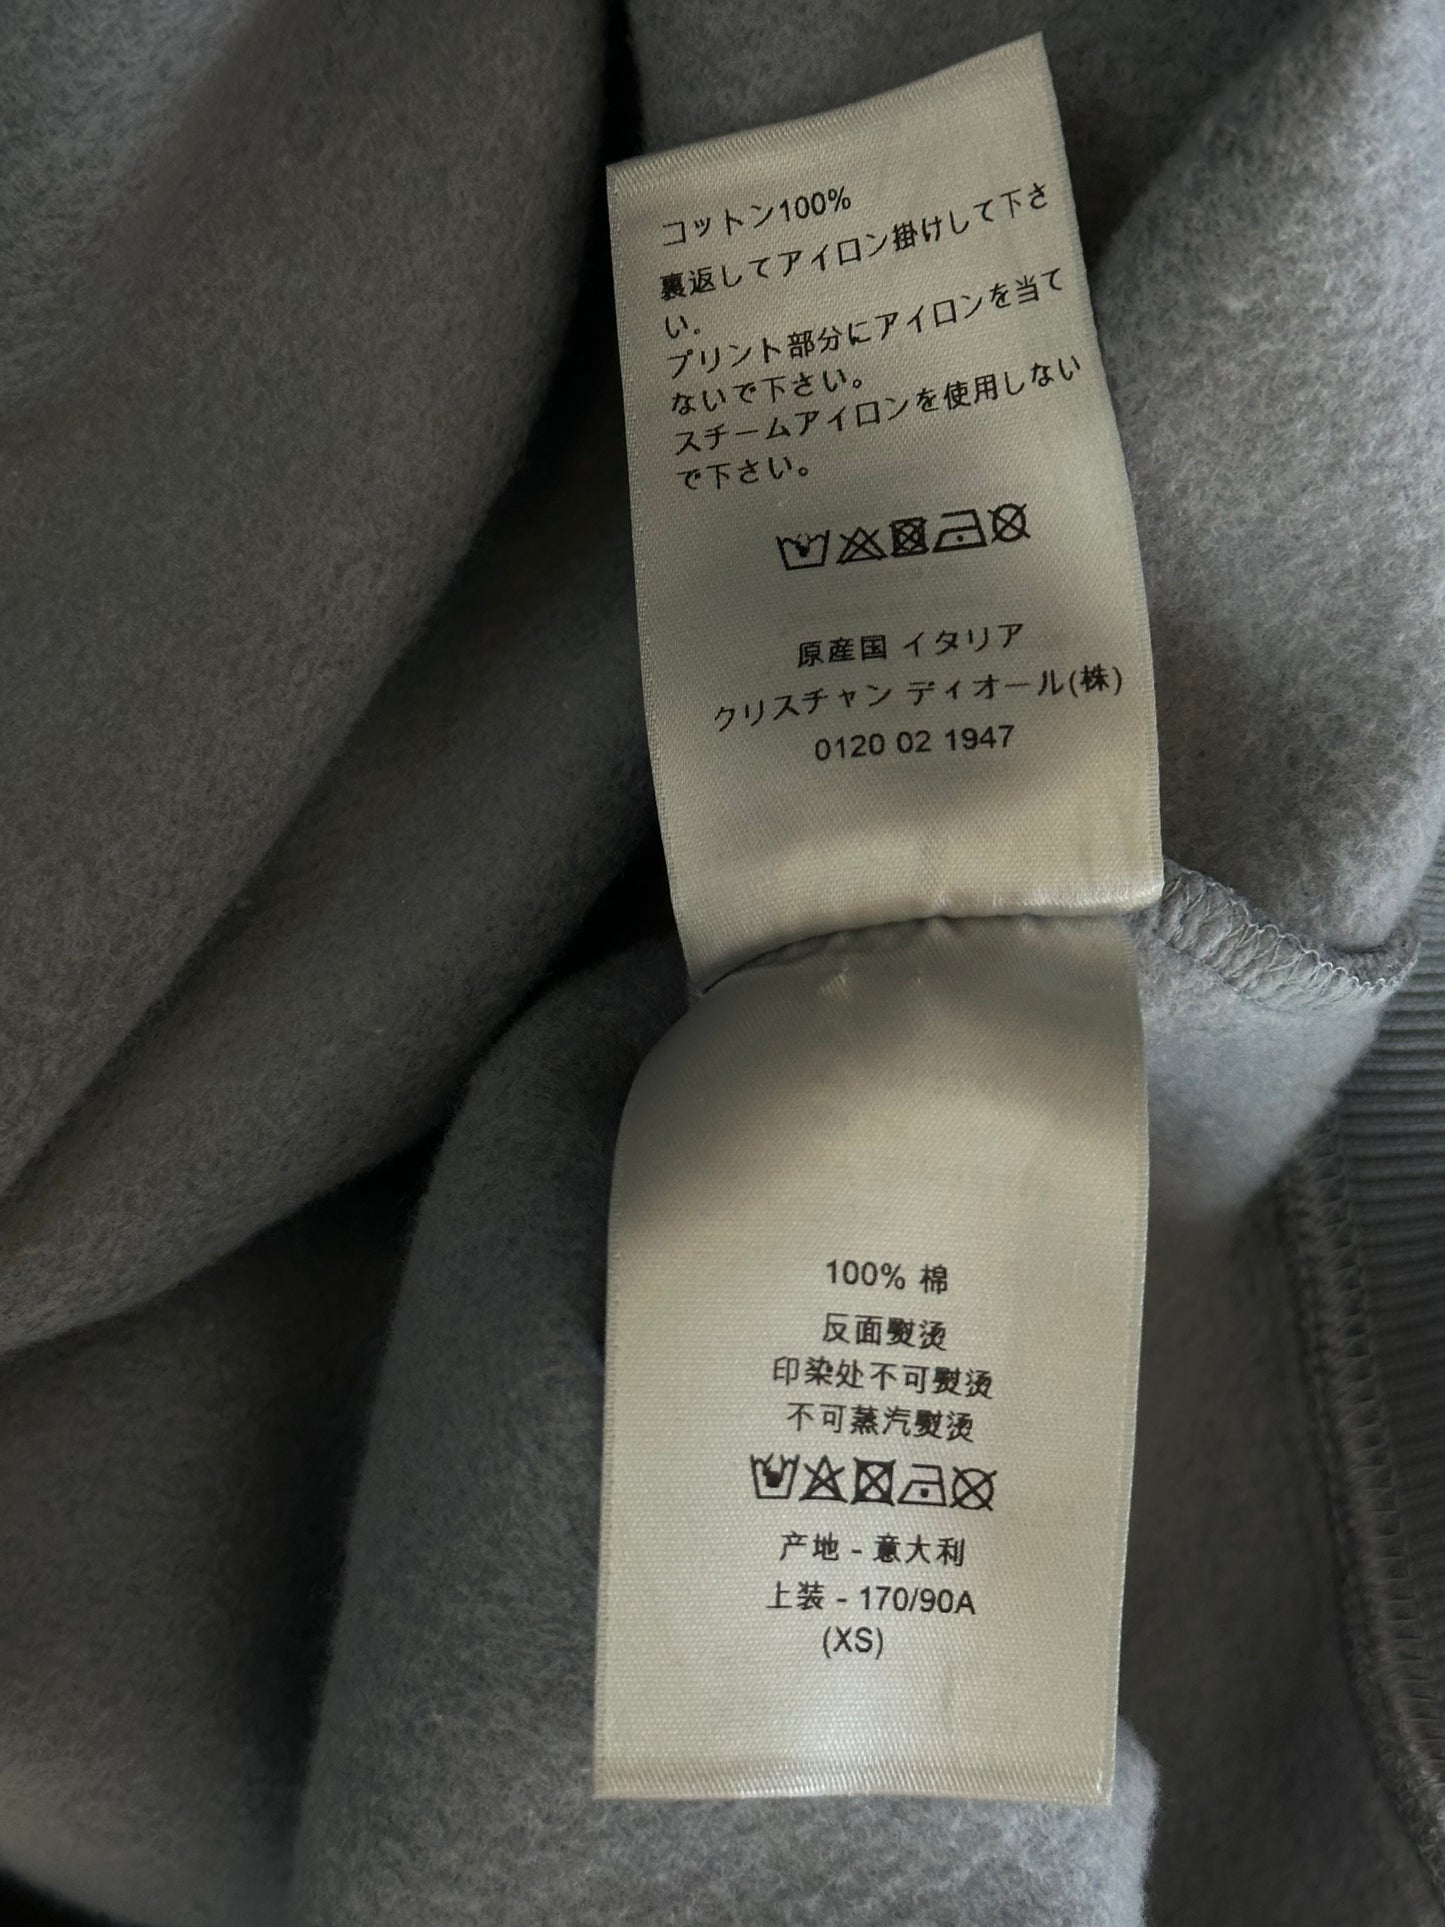 コットン100%
裏返してアイロン掛けして下さ
い。
プリント部分にアイロンを当て
ないで下さい。
スチームアイロンを使用しない
で下さい。
原産国 イタリア
クリスチャン ディオール(株)
0120 02 1947
100% 棉
反面熨烫
印染处不可熨烫
不可蒸汽熨烫
产地 - 意大利
上装 - 170/90A
(XS)